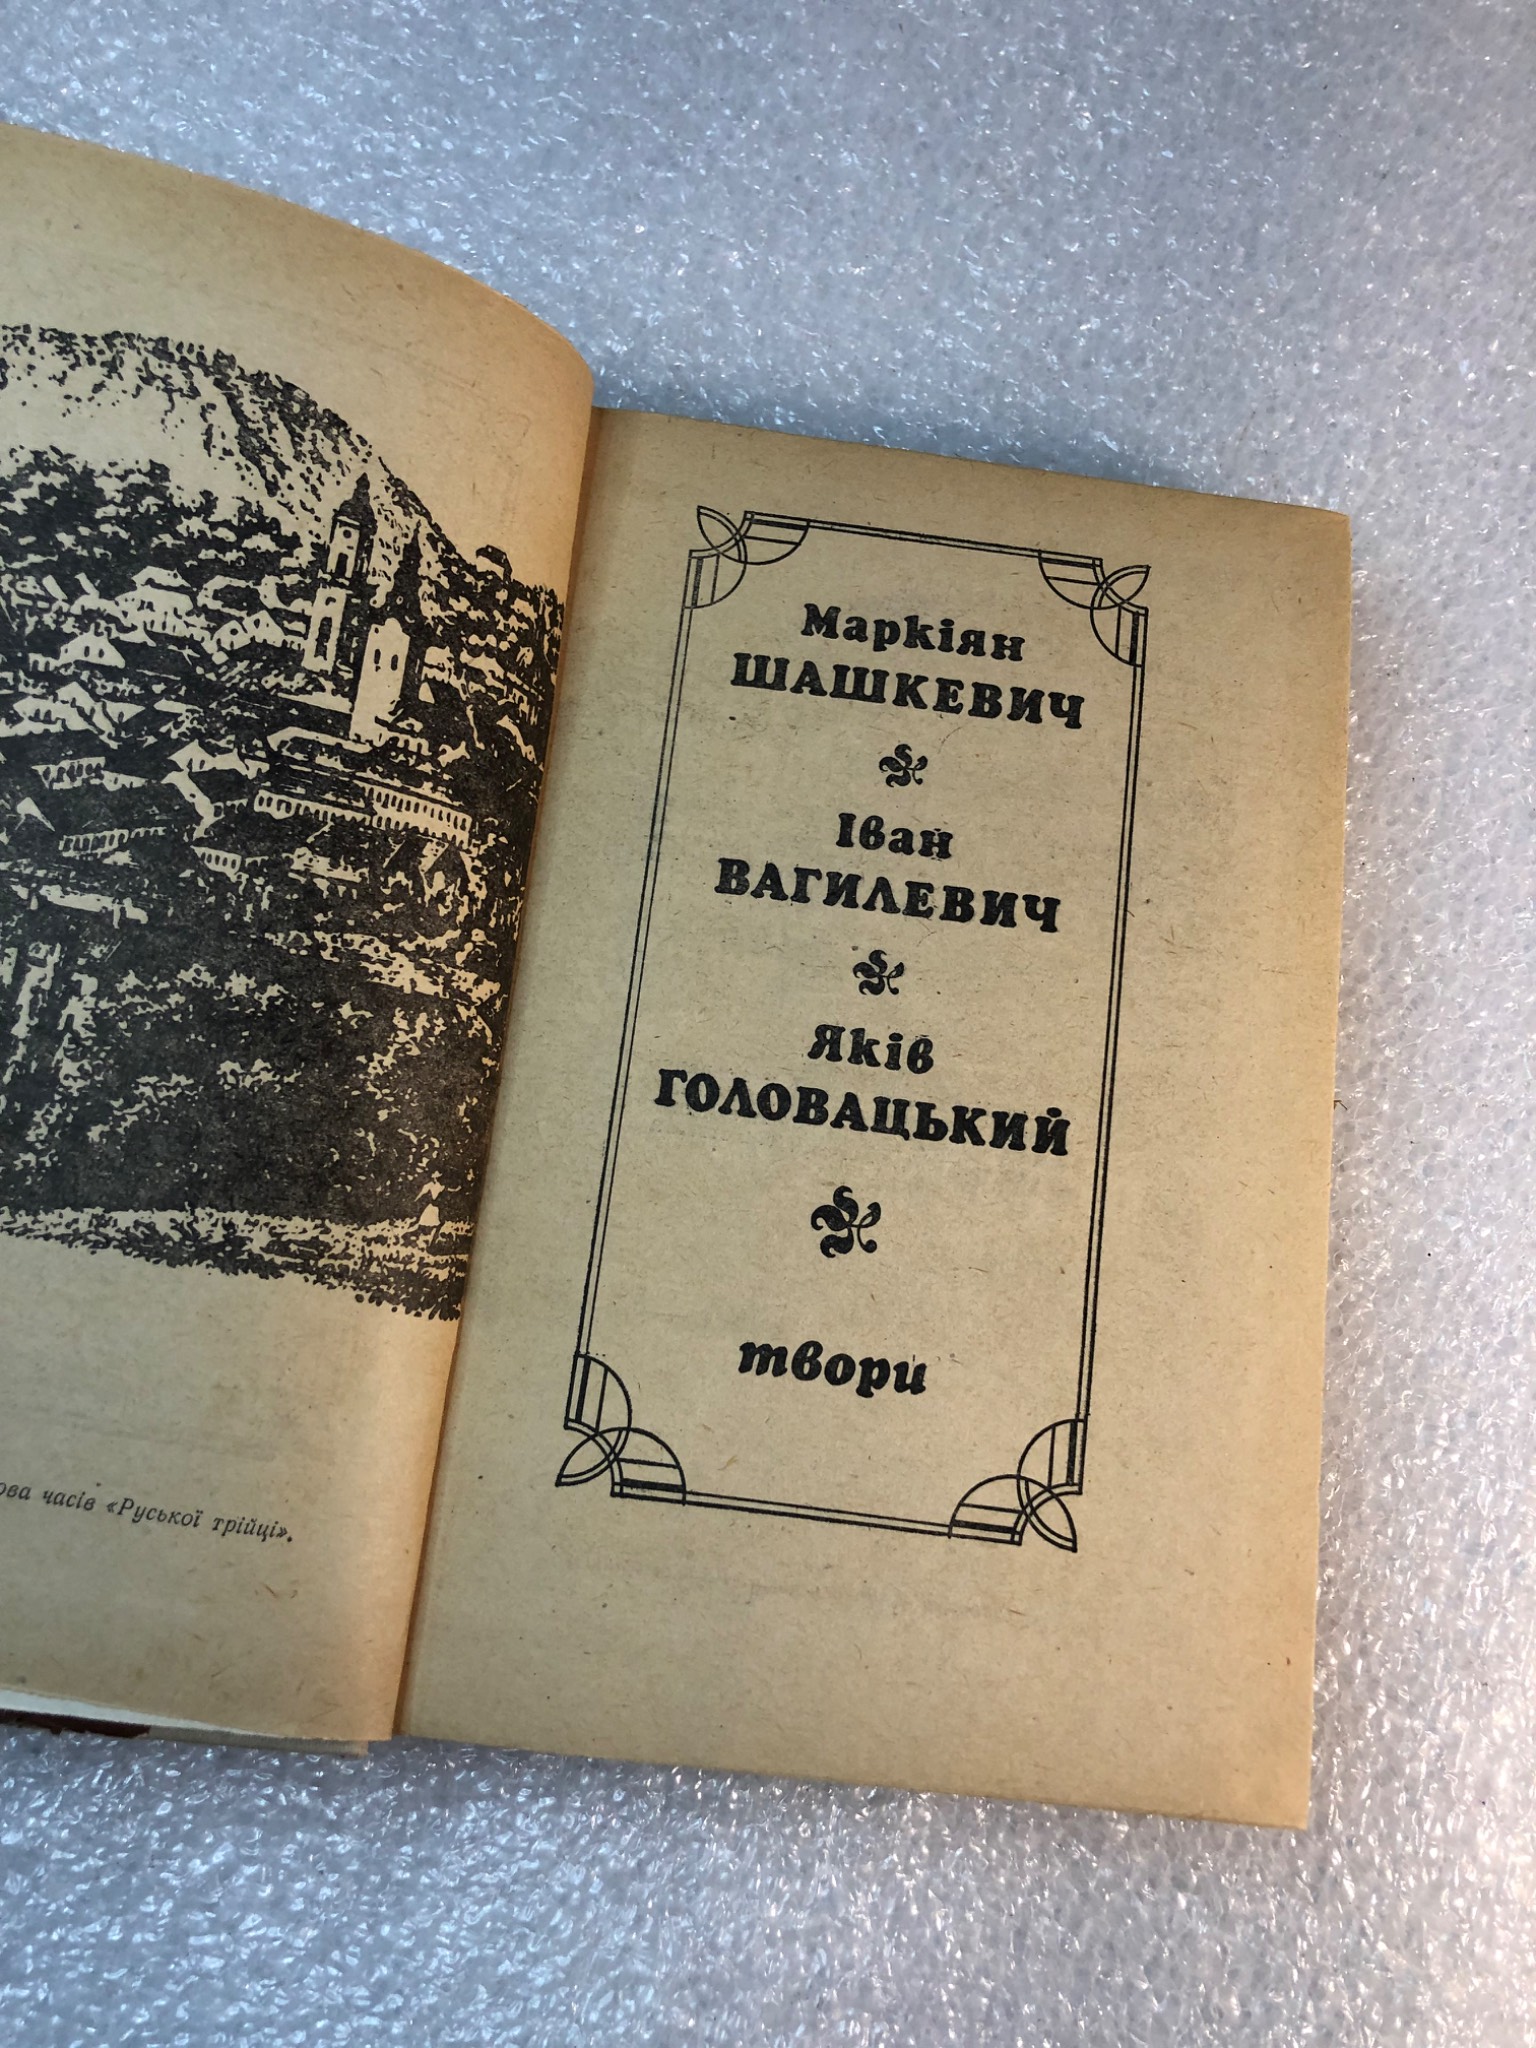 часів «Руської трійці».
Маркіян
ШАШКЕВИЧ
Іван
ВАГИЛЕВИЧ
Яків
ГОЛОВАЦЬКИЙ
твори